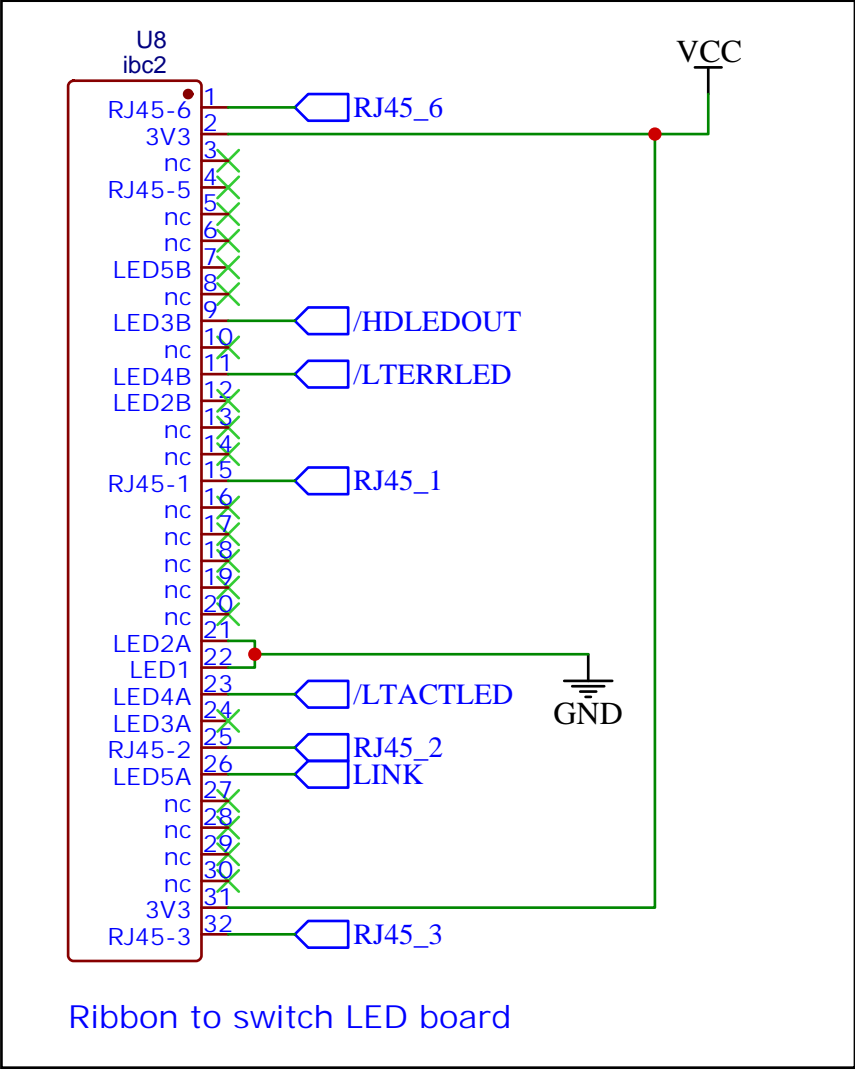 U8
ibc2
VCC
RJ45-6 1 RJ45_6
3V3 2
nc 3
RJ45-5 4
nc 5
nc 6
LED5B 7
nc 8
LED3B 9 /HDLEDOUT
nc 10
LED4B 11 /LTERRLED
LED2B 12
nc 13
nc 14
RJ45-1 15 RJ45_1
nc 16
nc 17
nc 18
nc 19
nc 20
LED2A 21
LED1 22
LED4A 23 /LTACTLED
GND
LED3A 24
RJ45-2 25 RJ45_2
LED5A 26 LINK
nc 27
nc 28
nc 29
nc 30
3V3 31
RJ45-3 32 RJ45_3
Ribbon to switch LED board